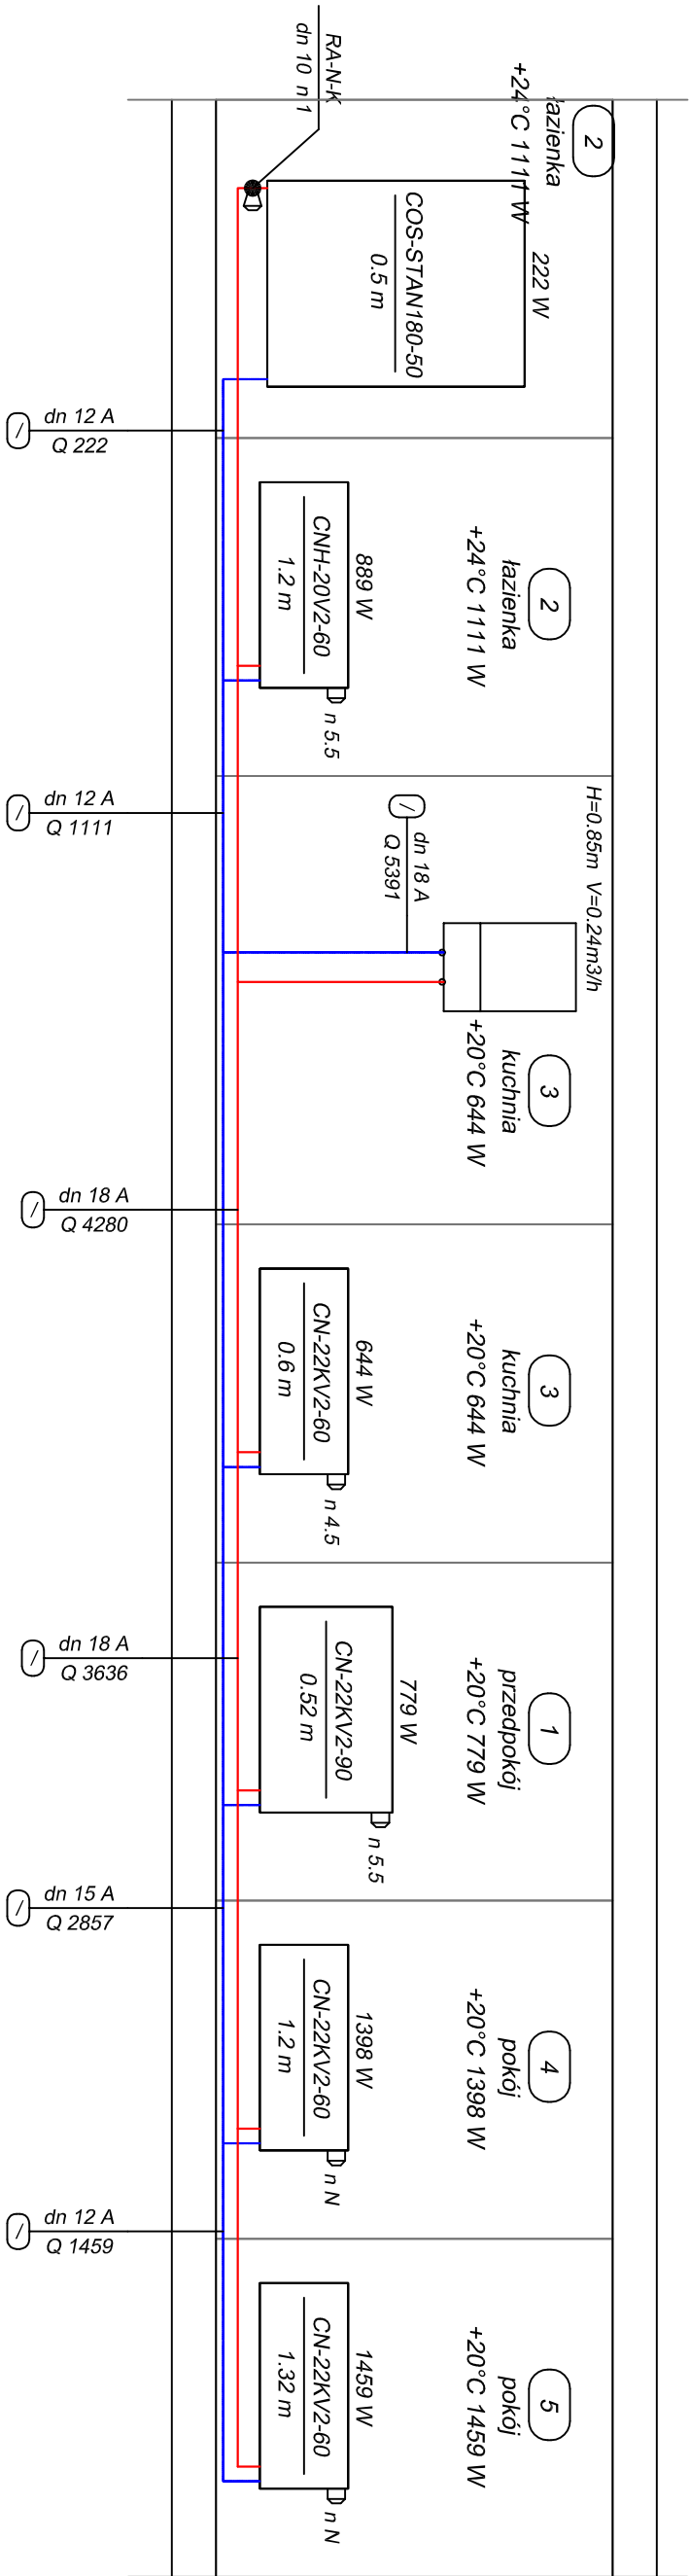 RA-N-K
dn 10 n 1
2
łazienka
+24°C 1111 W
222 W
COS-STAN180-50
0.5 m
dn 12 A
Q 222
2
łazienka
+24°C 1111 W
889 W
CNH-20V2-60
1.2 m
n 5.5
dn 12 A
Q 1111
H=0.85m V=0.24m3/h
dn 18 A
Q 5391
3
kuchnia
+20°C 644 W
dn 18 A
Q 4280
3
kuchnia
+20°C 644 W
644 W
CN-22KV2-60
0.6 m
n 4.5
dn 18 A
Q 3636
1
przedpokój
+20°C 779 W
779 W
CN-22KV2-90
0.52 m
n 5.5
dn 15 A
Q 2857
4
pokój
+20°C 1398 W
1398 W
CN-22KV2-60
1.2 m
n N
dn 12 A
Q 1459
5
pokój
+20°C 1459 W
1459 W
CN-22KV2-60
1.32 m
n N